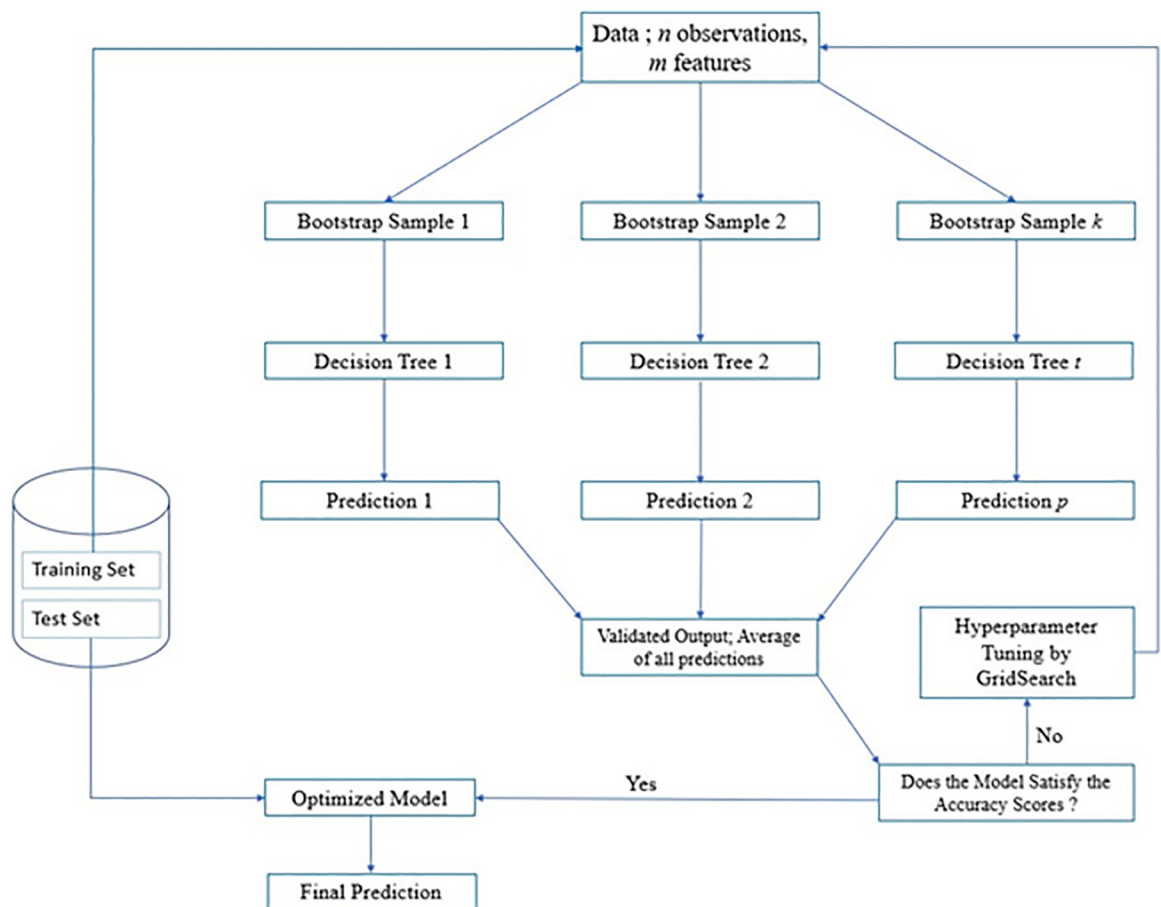 Data ; n observations,
m features
Bootstrap Sample 1
Bootstrap Sample 2
Bootstrap Sample k
Decision Tree 1
Decision Tree 2
Decision Tree t
Prediction 1
Prediction 2
Prediction p
Training Set
Test Set
Validated Output; Average
of all predictions
Hyperparameter
Tuning by
GridSearch
No
Does the Model Satisfy the
Accuracy Scores ?
Yes
Optimized Model
Final Prediction